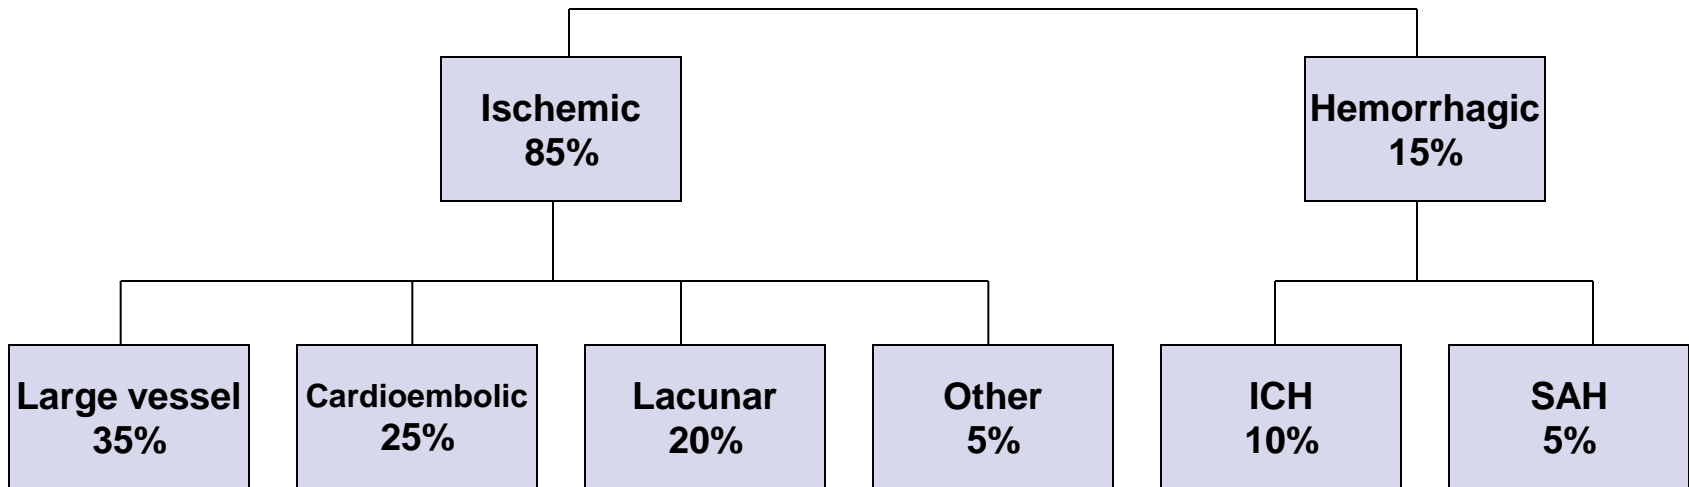 Ischemic
85%
Hemorrhagic
15%
Large vessel
35%
Cardioembolic
25%
Lacunar
20%
Other
5%
ICH
10%
SAH
5%